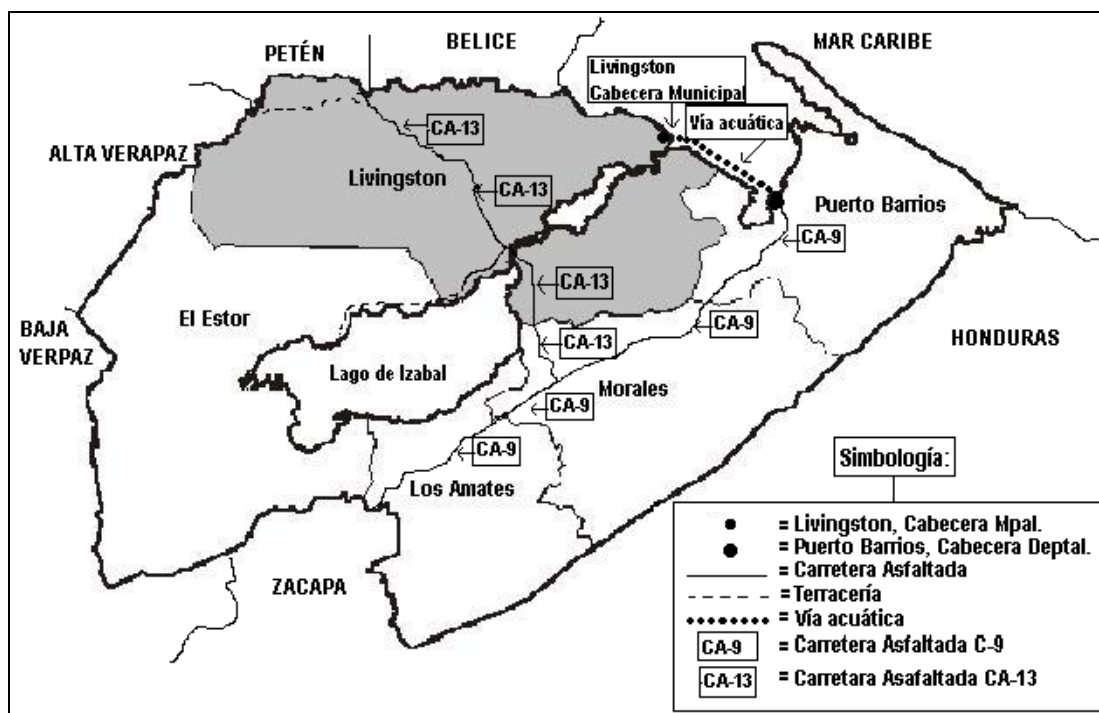 BELICE
MAR CARIBE
PETÉN
Livingston
Cabecera Municipal
Vía acuática
CA-13
ALTA VERAPAZ
Livingston
CA-13
Puerto Barrios
CA-9
CA-13
El Estor
BAJA
VERPAZ
CA-9
HONDURAS
CA-13
Lago de Izabal
Morales
CA-9
CA-9
Los Amates
ZACAPA
Simbología:
= Livingston, Cabecera Mpal.
= Puerto Barrios, Cabecera Deptal.
= Carretera Asfaltada
= Terracería
= Vía acuática
CA-9 = Carretera Asfaltada C-9
CA-13 = Carretara Asafaltada CA-13